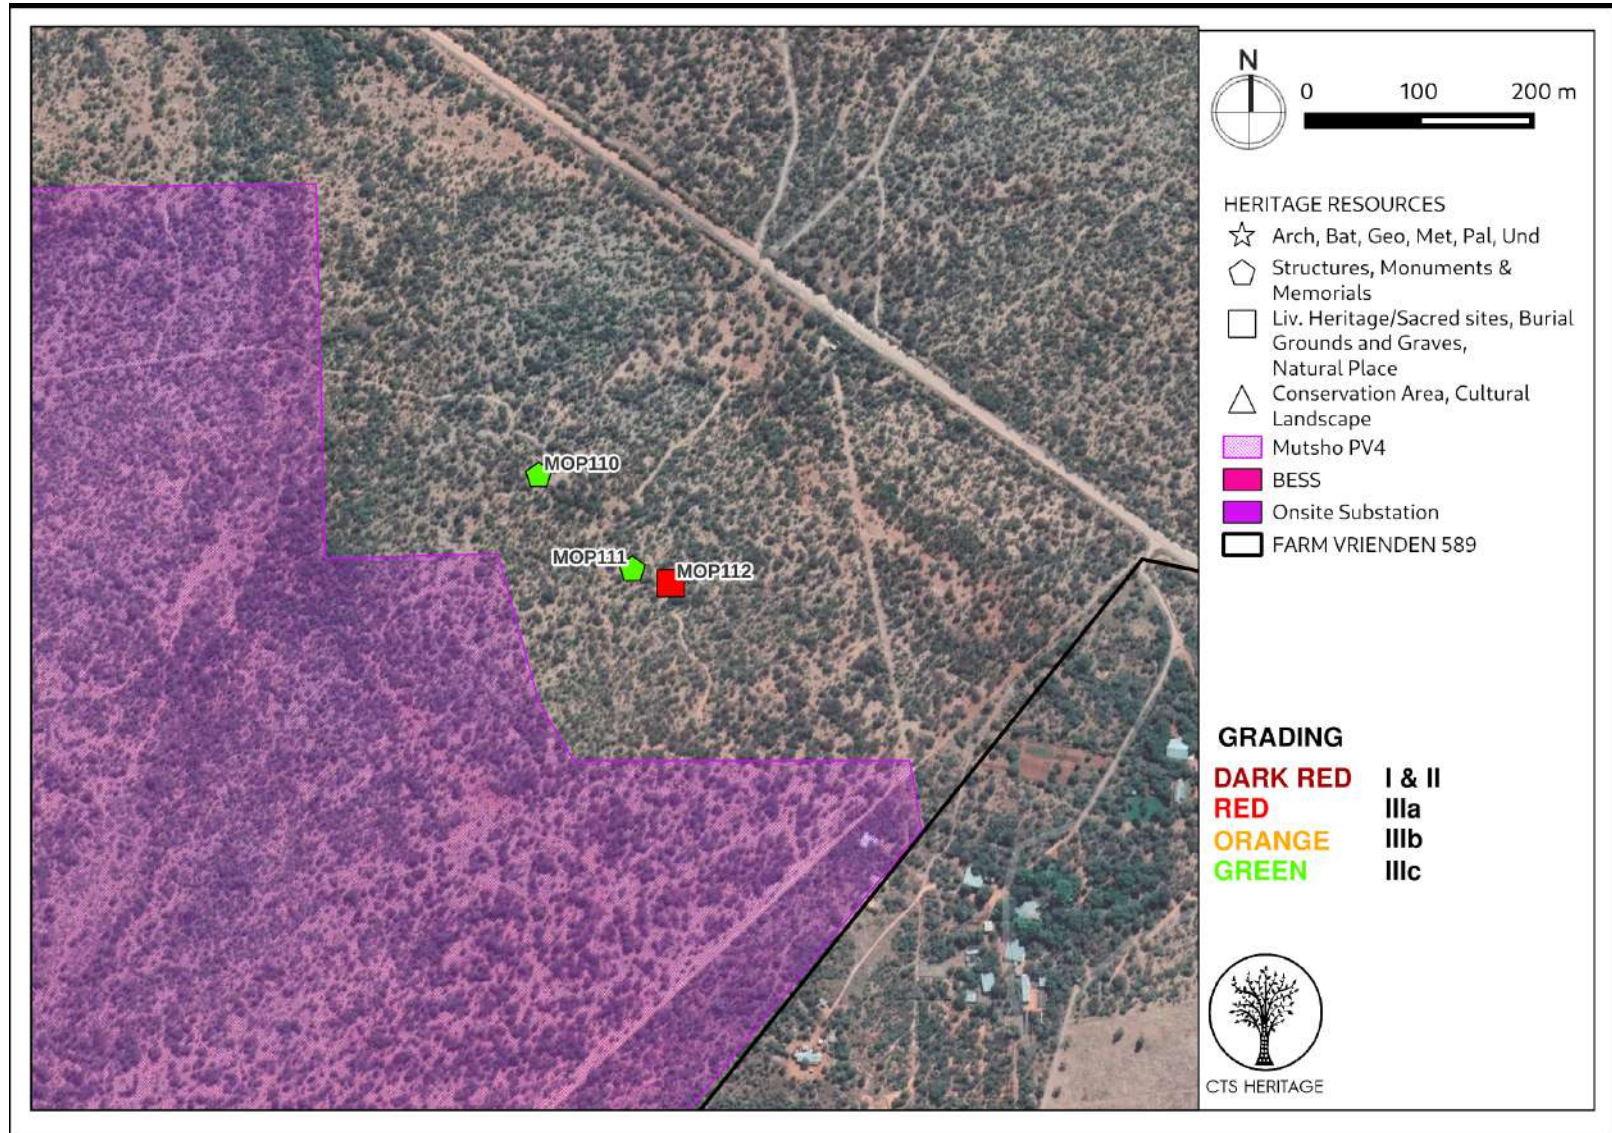 MOP110
MOP111
MOP112
N
0 100 200 m
HERITAGE RESOURCES
Arch, Bat, Geo, Met, Pal, Und
Structures, Monuments &
Memorials
Liv. Heritage/Sacred sites, Burial
Grounds and Graves,
Natural Place
Conservation Area, Cultural
Landscape
Mutsho PV4
BESS
Onsite Substation
FARM VRIENDEN 589
GRADING
DARK RED I & II
RED IIIa
ORANGE IIIb
GREEN IIIc
CTS HERITAGE